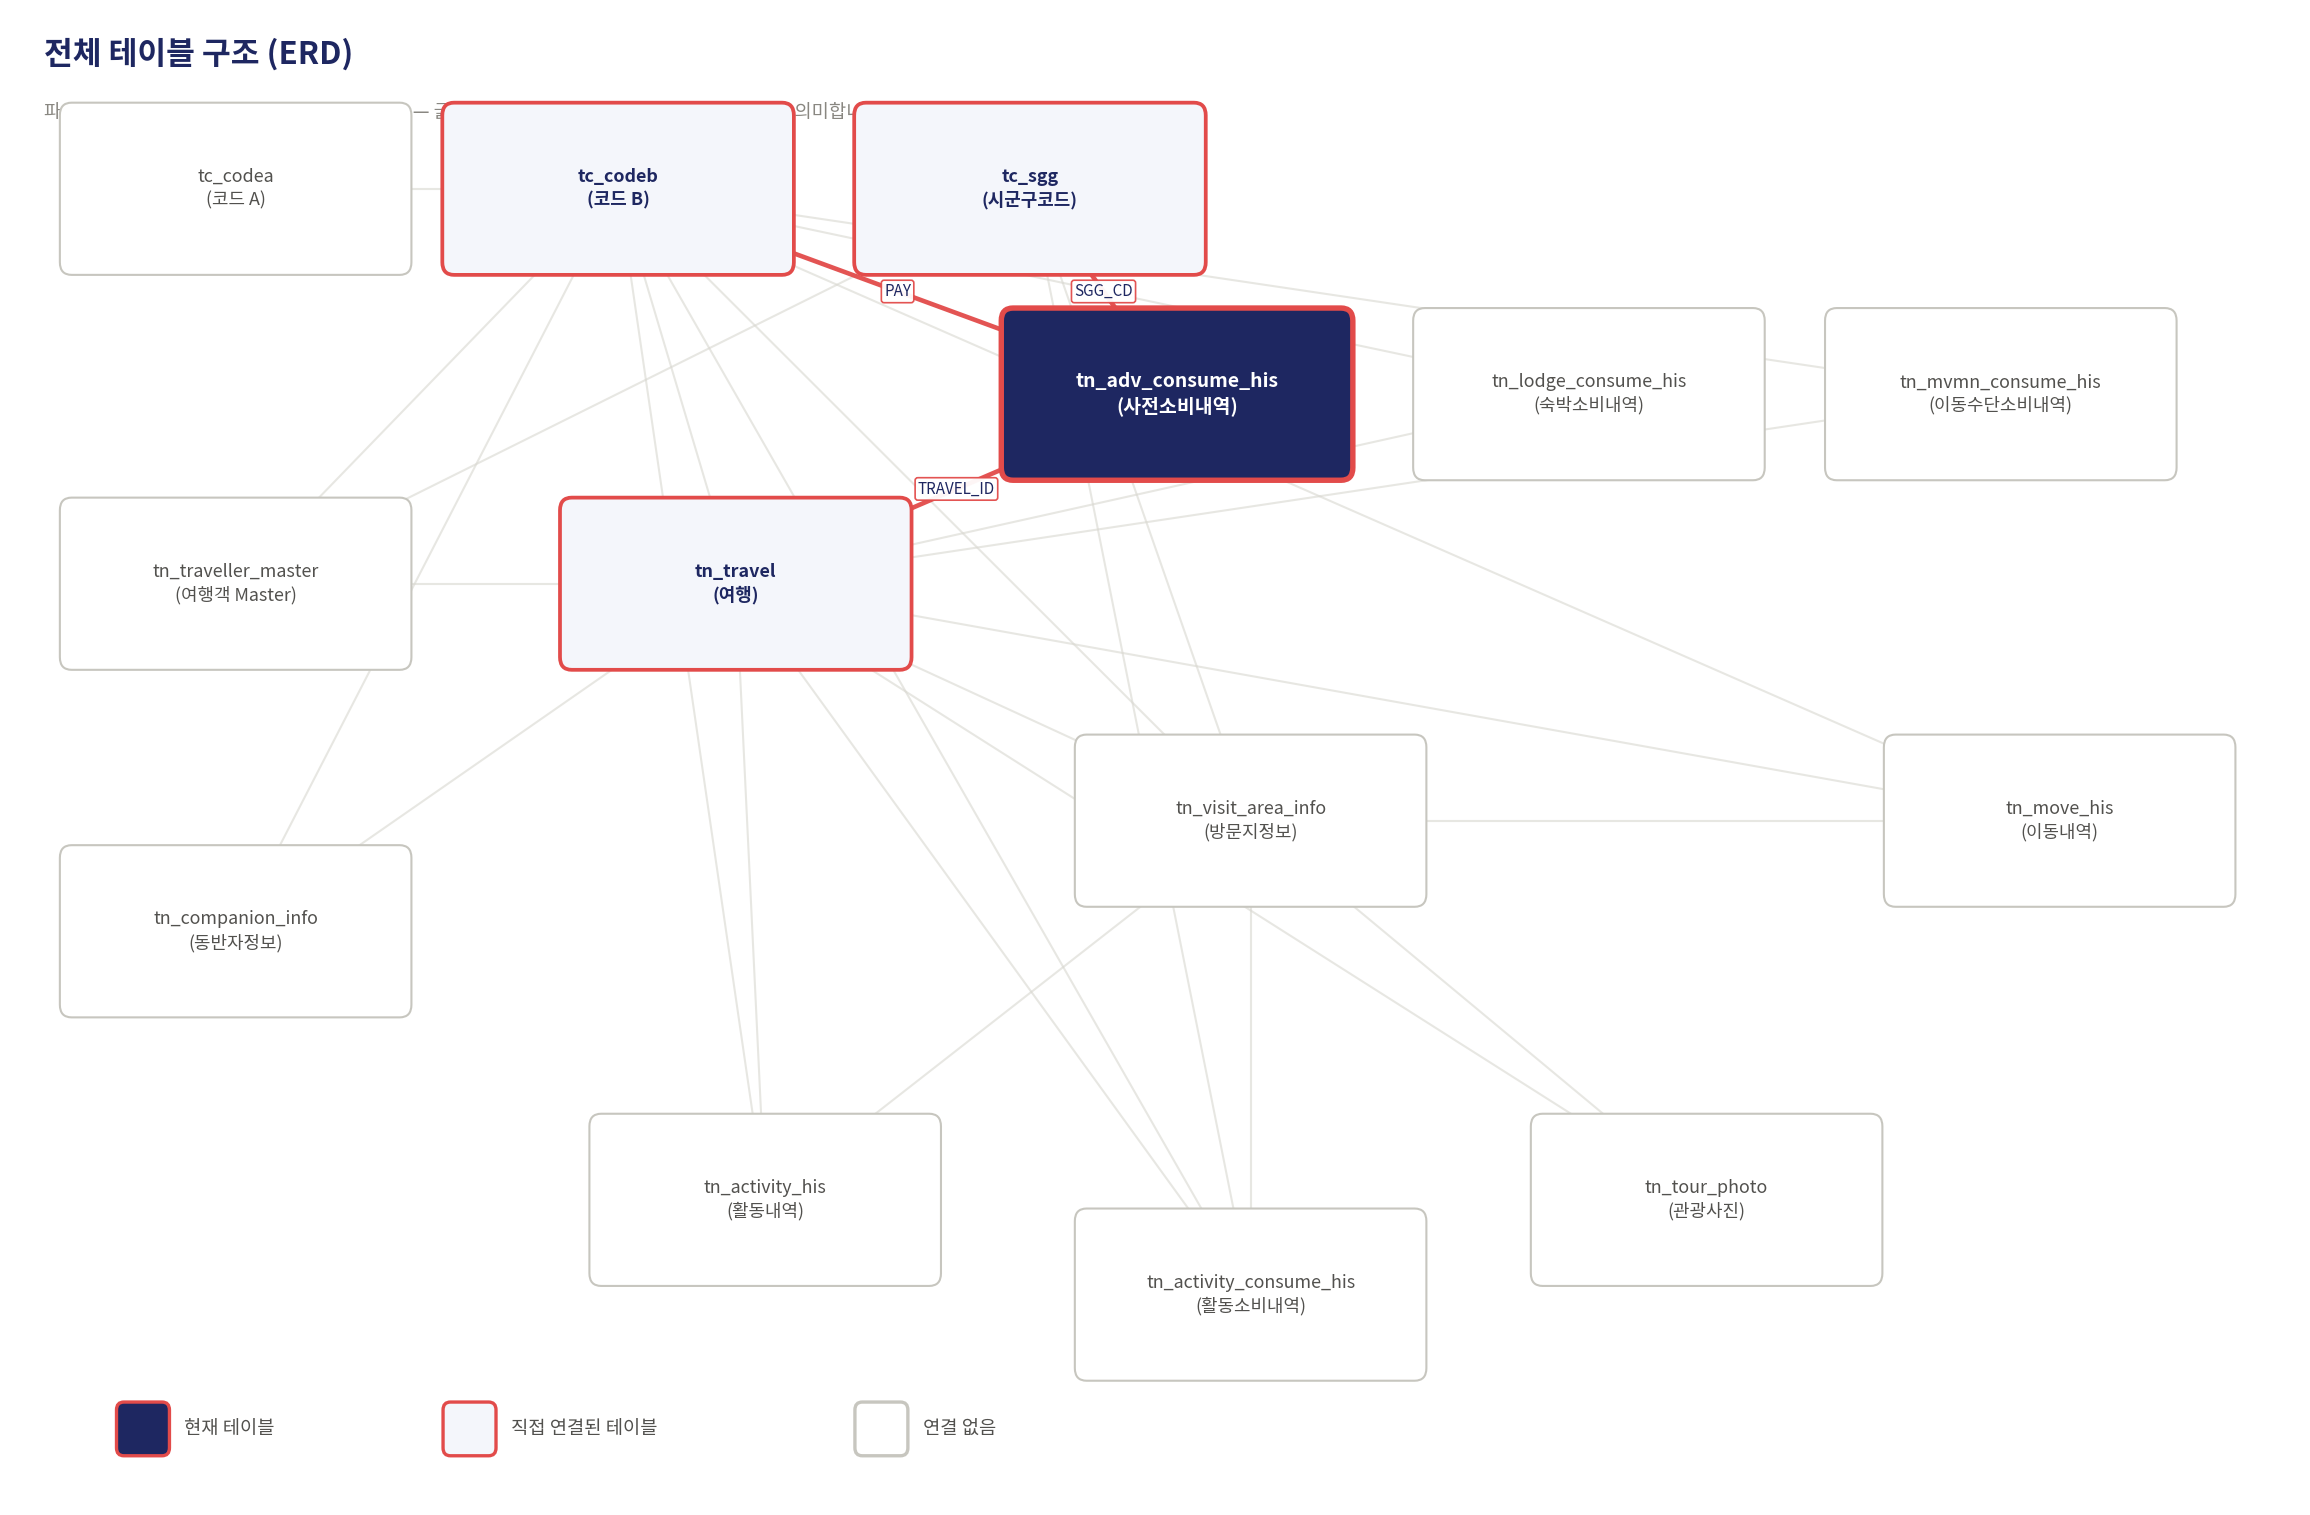 전체 테이블 구조 (ERD)
의미합니
tc_codea
(코드 A)
tc_codeb
(코드 B)
tc_sgg
(시군구코드)
PAY
SGG_CD
tn_adv_consume_his
(사전소비내역)
tn_lodge_consume_his
(숙박소비내역)
tn_mvmn_consume_his
(이동수단소비내역)
TRAVEL_ID
tn_traveller_master
(여행객 Master)
tn_travel
(여행)
tn_visit_area_info
(방문지정보)
tn_move_his
(이동내역)
tn_companion_info
(동반자정보)
tn_activity_his
(활동내역)
tn_tour_photo
(관광사진)
tn_activity_consume_his
(활동소비내역)
현재 테이블
직접 연결된 테이블
연결 없음